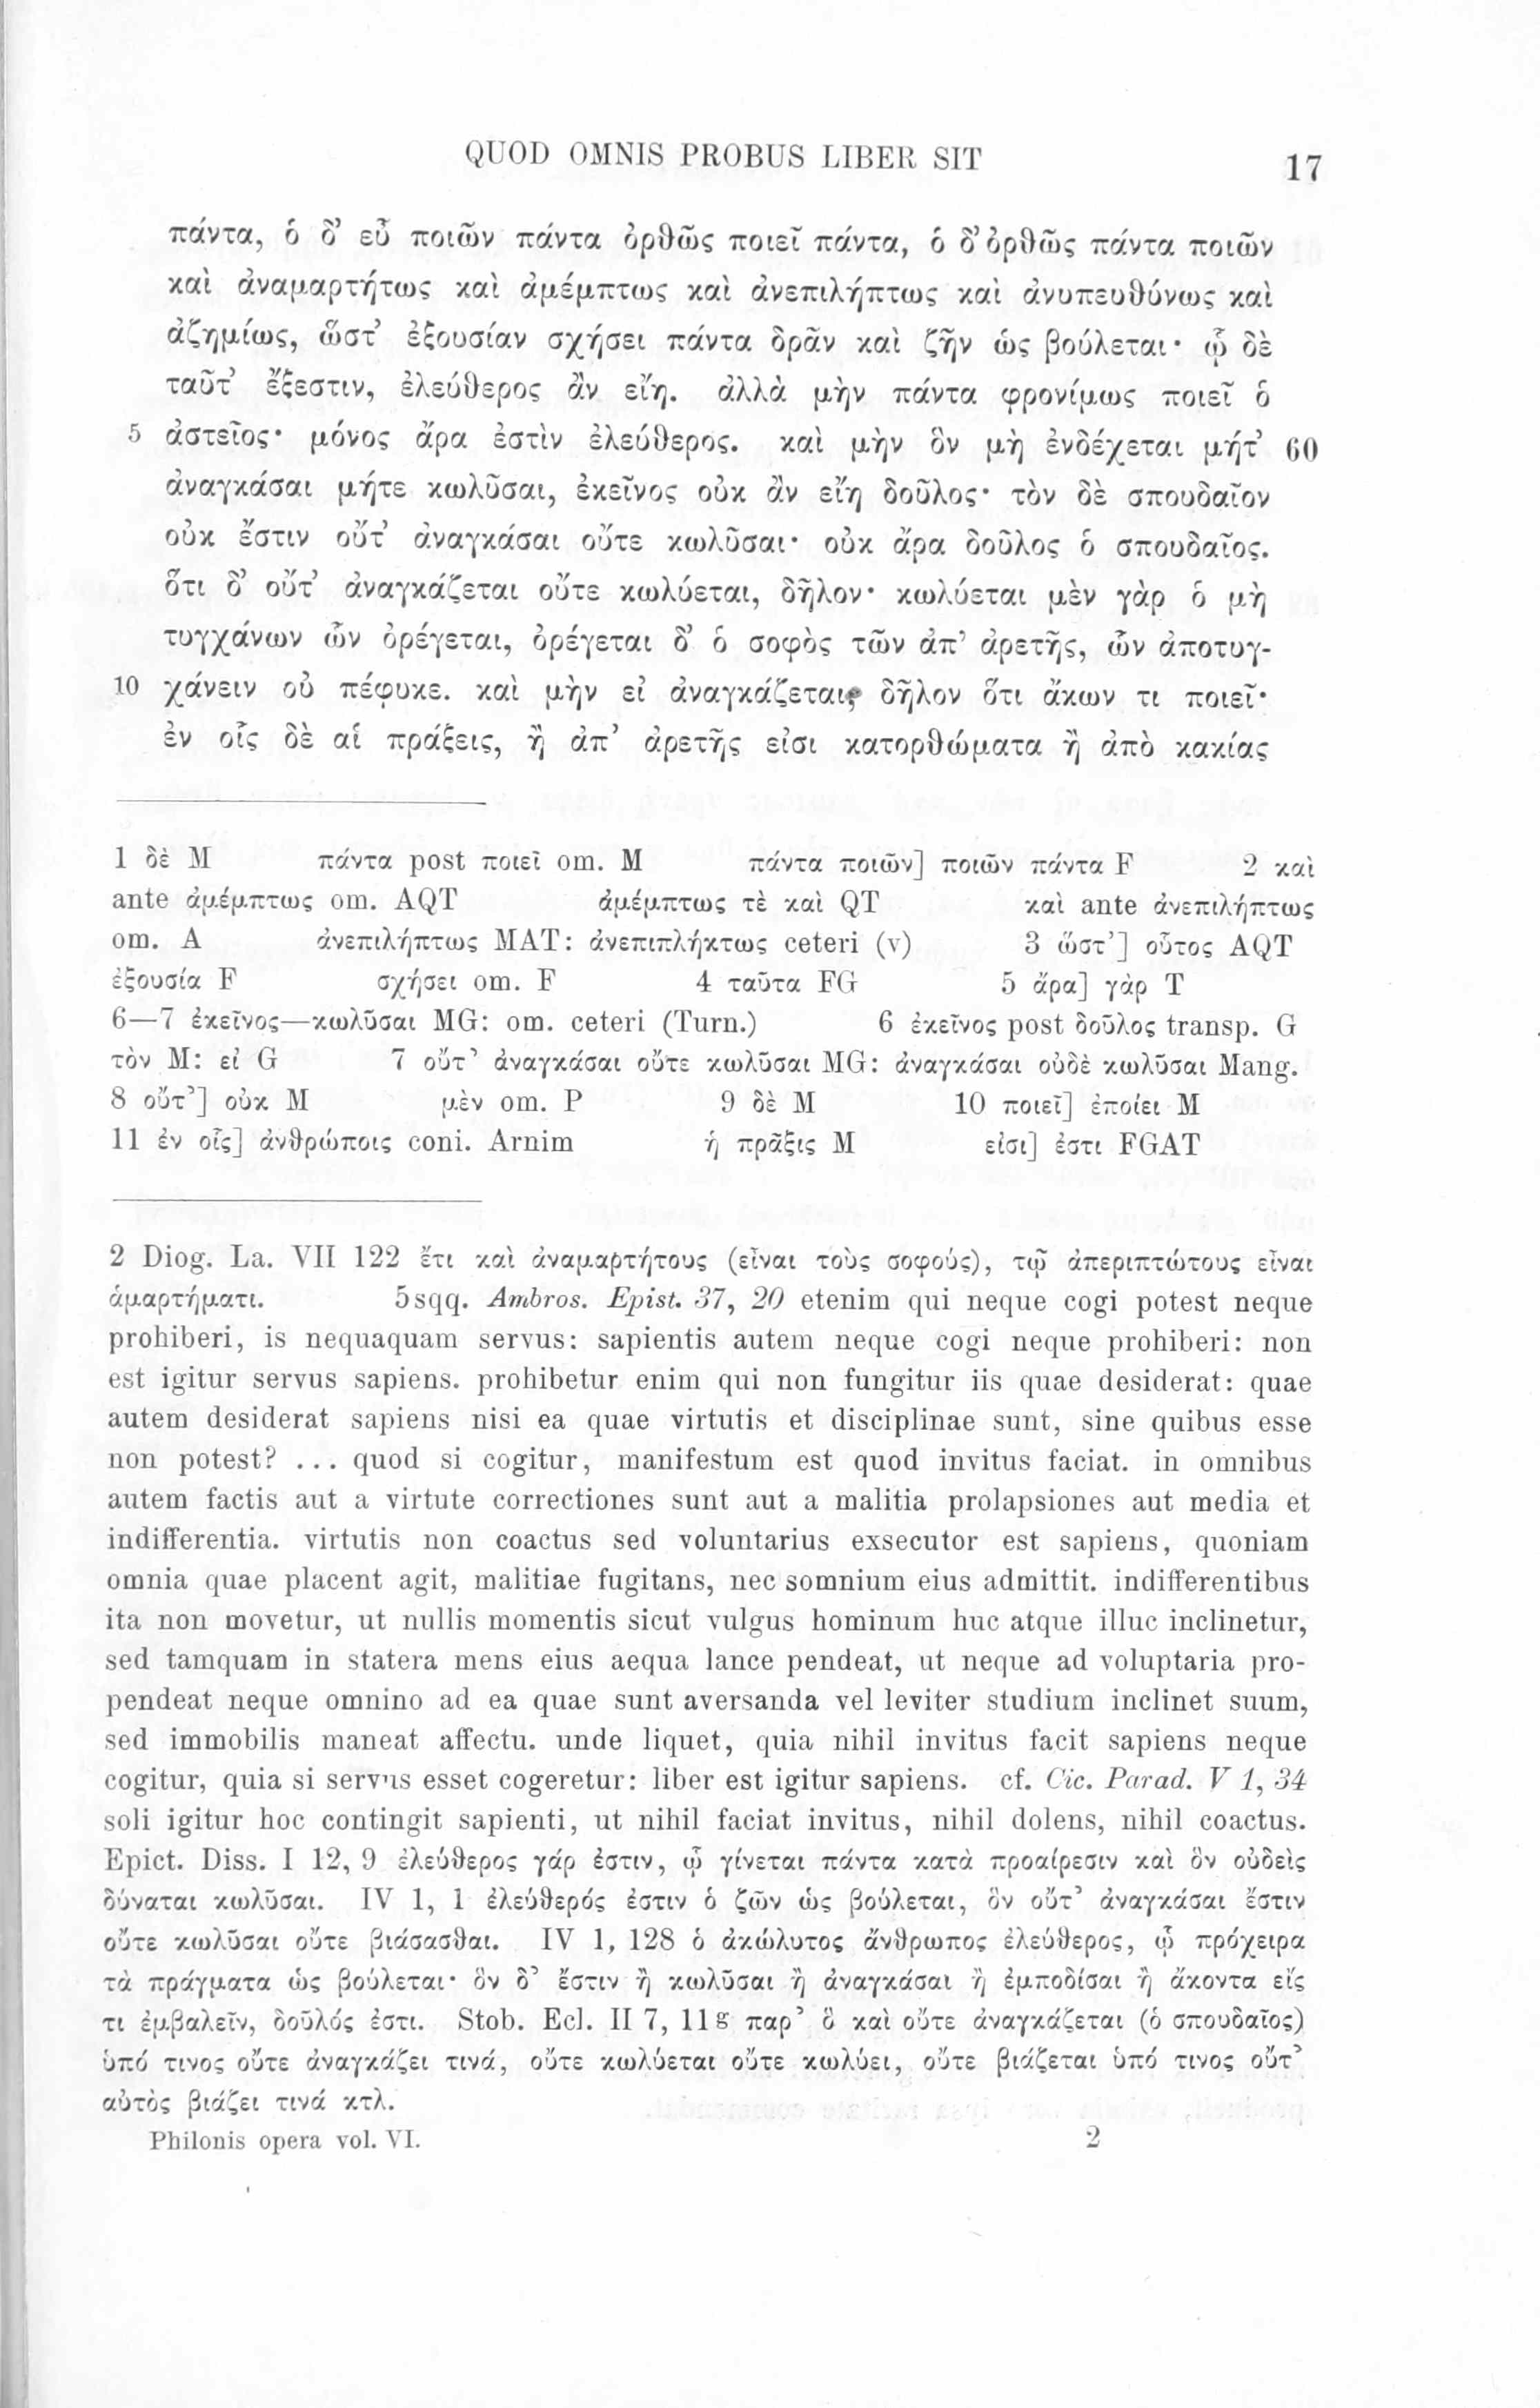 QUOD OMNIS PROBUS LIBER SIT 17
πάντα, ὁ δ’ εὖ ποιῶν πάντα ὀρθῶς ποιεῖ πάντα, ὁ δ’ ὀρθῶς πάντα ποιῶν
καὶ ἀναμαρτήτως καὶ ἀμέμπτως καὶ ἀνεπιλήπτως καὶ ἀνυπευθύνως καὶ
ἀζημίως, ὥστ’ ἐξουσίαν σχήσει πάντα δρᾶν καὶ ζῆν ὡς βούλεται· ᾧ δὲ
ταῦτ’ ἔξεστιν, ἐλεύθερος ἂν εἴη. ἀλλὰ μὴν πάντα φρονίμως ποιεῖ ὁ
5 ἀστεῖος· μόνος ἄρα ἐστὶν ἐλεύθερος. καὶ μὴν ὃν μὴ ἐνδέχεται μήτ’ 60
ἀναγκάσαι μήτε κωλῦσαι, ἐκεῖνος οὐκ ἂν εἴη δοῦλος· τὸν δὲ σπουδαῖον
οὐκ ἔστιν οὔτ’ ἀναγκάσαι οὔτε κωλῦσαι· οὐκ ἄρα δοῦλος ὁ σπουδαῖος.
ὅτι δ’ οὔτ’ ἀναγκάζεται οὔτε κωλύεται, δῆλον· κωλύεται μὲν γὰρ ὁ μὴ
τυγχάνων ὧν ὀρέγεται, ὀρέγεται δ’ ὁ σοφὸς τῶν ἀπ’ ἀρετῆς, ὧν ἀποτυγ-
10 χάνειν οὐ πέφυκε. καὶ μὴν εἰ ἀναγκάζεται, δῆλον ὅτι ἄκων τι ποιεῖ·
ἐν οἷς δὲ αἱ πράξεις, ἢ ἀπ’ ἀρετῆς εἰσι κατορθώματα ἢ ἀπὸ κακίας
1 δὲ M πάντα post ποιεῖ om. M πάντα ποιῶν] ποιῶν πάντα F 2 καὶ
ante ἀμέμπτως om. AQT ἀμέμπτως τὲ καὶ QT καὶ ante ἀνεπιλήπτως
om. A ἀνεπιλήπτως MAT: ἀνεπιπλήκτως ceteri (v) 3 ὥστ’] οὗτος AQT
ἐξουσία F σχήσει om. F 4 ταῦτα FG 5 ἄρα] γὰρ T
6—7 ἐκεῖνος—κωλῦσαι MG: om. ceteri (Turn.) 6 ἐκεῖνος post δοῦλος transp. G
τὸν M: εἰ G 7 οὔτ’ ἀναγκάσαι οὔτε κωλῦσαι MG: ἀναγκάσαι οὐδὲ κωλῦσαι Mang.
8 οὔτ’] οὐκ M μὲν om. P 9 δὲ M 10 ποιεῖ] ἐποίει M
11 ἐν οἷς] ἀνθρώποις coni. Arnim ἡ πρᾶξις M εἰσι] ἐστι FGAT
2 Diog. La. VII 122 ἔτι καὶ ἀναμαρτήτους (εἶναι τοὺς σοφούς), τῷ ἀπεριπτώτους εἶναι
ἁμαρτήματι. 5 sqq. Ambros. Epist. 37, 20 etenim qui neque cogi potest neque
prohiberi, is nequaquam servus: sapientis autem neque cogi neque prohiberi: non
est igitur servus sapiens. prohibetur enim qui non fungitur iis quae desiderat: quae
autem desiderat sapiens nisi ea quae virtutis et disciplinae sunt, sine quibus esse
non potest? ... quod si cogitur, manifestum est quod invitus faciat. in omnibus
autem factis aut a virtute correctiones sunt aut a malitia prolapsiones aut media et
indifferentia. virtutis non coactus sed voluntarius exsecutor est sapiens, quoniam
omnia quae placent agit, malitiae fugitans, nec somnium eius admittit. indifferentibus
ita non movetur, ut nullis momentis sicut vulgus hominum huc atque illuc inclinetur,
sed tamquam in statera mens eius aequa lance pendeat, ut neque ad voluptaria pro-
pendeat neque omnino ad ea quae sunt aversanda vel leviter studium inclinet suum,
sed immobilis maneat affectu. unde liquet, quia nihil invitus facit sapiens neque
cogitur, quia si servus esset cogeretur: liber est igitur sapiens. cf. Cic. Parad. V 1, 34
soli igitur hoc contingit sapienti, ut nihil faciat invitus, nihil dolens, nihil coactus.
Epict. Diss. I 12, 9 ἐλεύθερος γάρ ἐστιν, ᾧ γίνεται πάντα κατὰ προαίρεσιν καὶ ὃν οὐδεὶς
δύναται κωλῦσαι. IV 1, 1 ἐλεύθερός ἐστιν ὁ ζῶν ὡς βούλεται, ὃν οὔτ’ ἀναγκάσαι ἔστιν
οὔτε κωλῦσαι οὔτε βιάσασθαι. IV 1, 128 ὁ ἀκώλυτος ἄνθρωπος ἐλεύθερος, ᾧ πρόχειρα
τὰ πράγματα ὡς βούλεται· ὃν δ’ ἔστιν ἢ κωλῦσαι ἢ ἀναγκάσαι ἢ ἐμποδίσαι ἢ ἄκοντα εἴς
τι ἐμβαλεῖν, δοῦλός ἐστι. Stob. Ecl. II 7, 11g παρ’ ὃ καὶ οὔτε ἀναγκάζεται (ὁ σπουδαῖος)
ὑπό τινος οὔτε ἀναγκάζει τινά, οὔτε κωλύεται οὔτε κωλύει, οὔτε βιάζεται ὑπό τινος οὔτ’
αὐτὸς βιάζει τινά κτλ.
Philonis opera vol. VI. 2